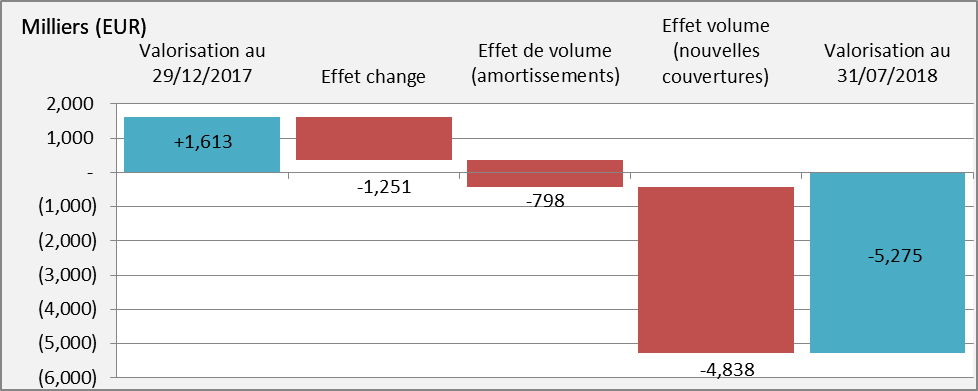 Milliers (EUR)
Valorisation au
29/12/2017
Effet change
Effet de volume
(amortissements)
Effet volume
(nouvelles
couvertures)
Valorisation au
31/07/2018
2,000
1,000
-
(1,000)
(2,000)
(3,000)
(4,000)
(5,000)
(6,000)
+1,613
-1,251
-798
-4,838
-5,275